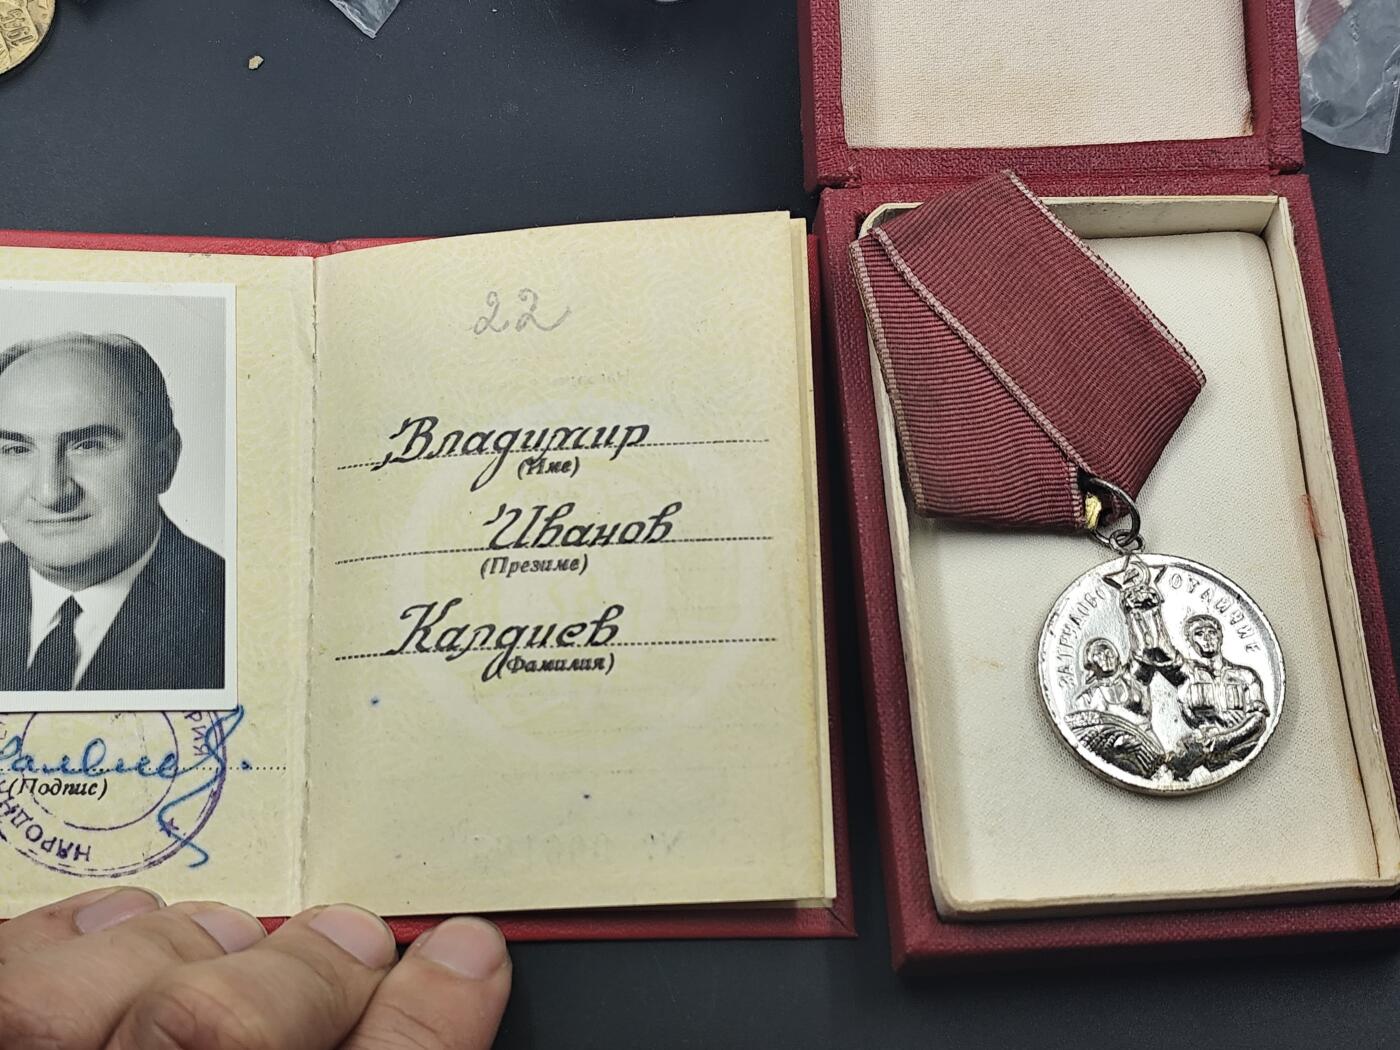 22
Владимир
(Име)
Иванов
(Презиме)
Калдиев
(Фамилия)
(Подпис)
НАРОДН
ЗА ТРУДОВО ОТЛИЧИЕ